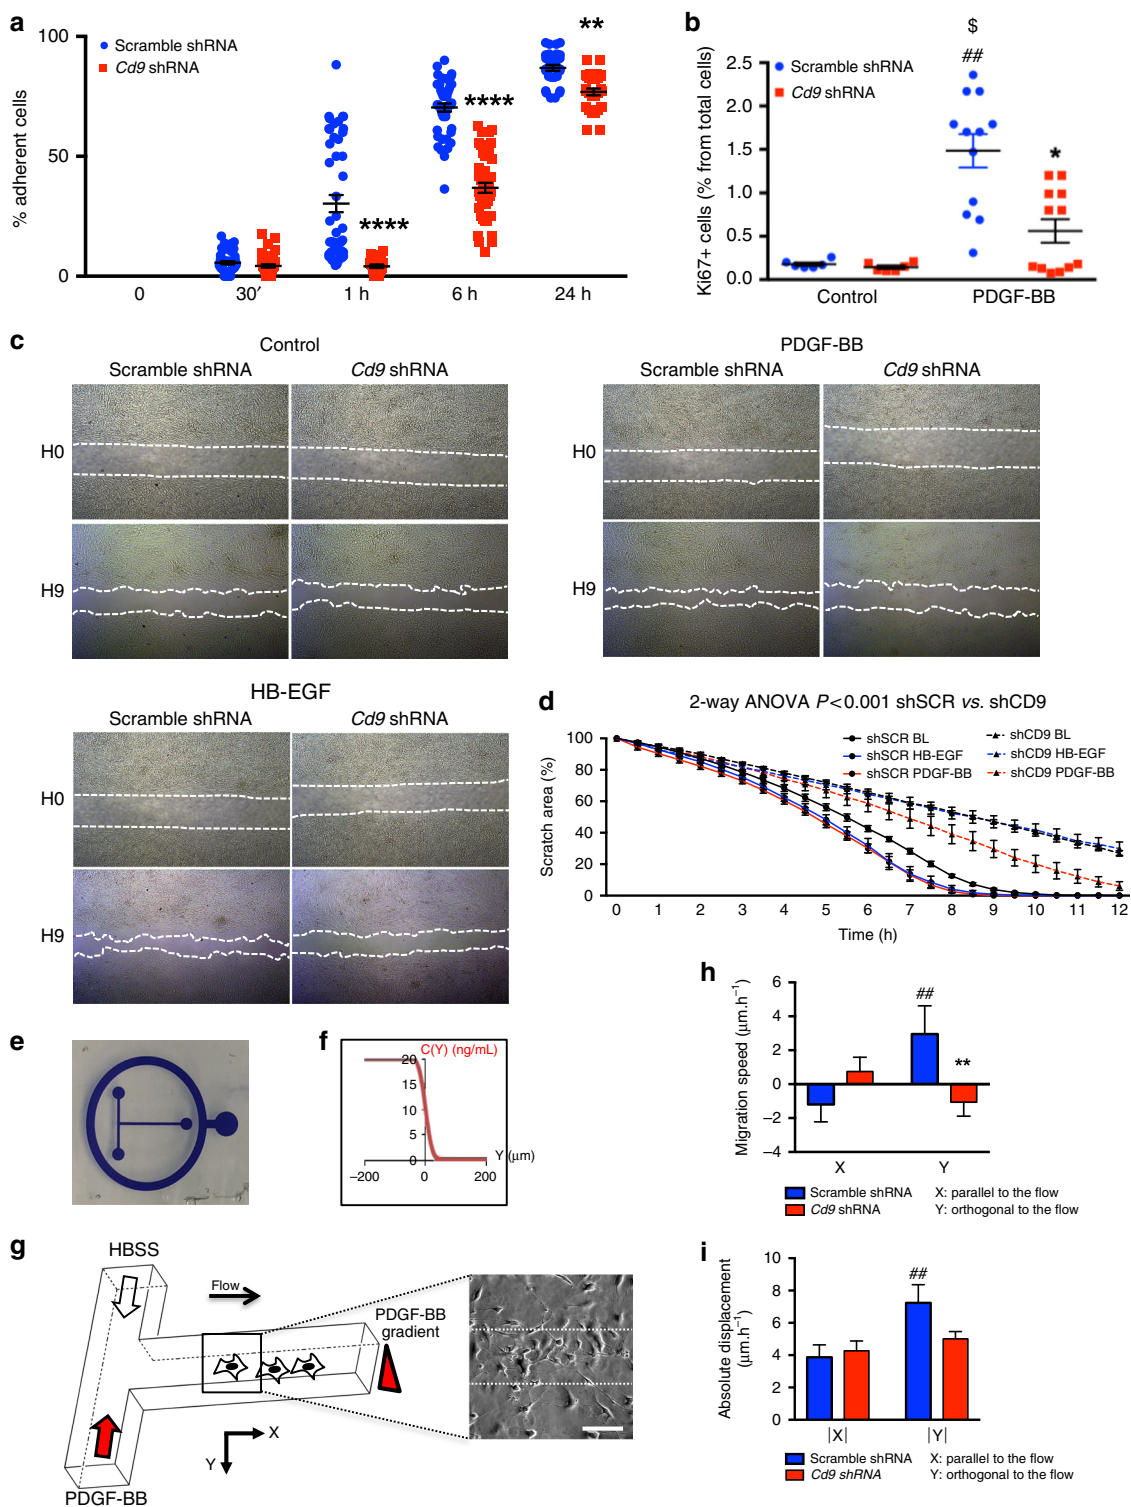 a
100
50
0
% adherent cells
Scramble shRNA
Cd9 shRNA
****
****
**
0
30′
1 h
6 h
24 h
b
$
##
*
2.5
2.0
1.5
1.0
0.5
0.0
Ki67+ cells (% from total cells)
Scramble shRNA
Cd9 shRNA
Control
PDGF-BB
c
Control
Scramble shRNA
Cd9 shRNA
H0
H9
PDGF-BB
Scramble shRNA
Cd9 shRNA
H0
H9
HB-EGF
Scramble shRNA
Cd9 shRNA
H0
H9
d
2-way ANOVA P<0.001 shSCR vs. shCD9
100
80
60
40
20
0
Scratch area (%)
shSCR BL
shSCR HB-EGF
shSCR PDGF-BB
shCD9 BL
shCD9 HB-EGF
shCD9 PDGF-BB
0 1 2 3 4 5 6 7 8 9 10 11 12
Time (h)
e
f
C(Y) (ng/mL)
20
15
10
5
0
Y (μm)
−200
0
200
g
HBSS
Flow
PDGF-BB
gradient
X
Y
PDGF-BB
h
6
4
2
0
−2
−4
Migration speed (μm.h⁻¹)
##
**
X
Y
Scramble shRNA
Cd9 shRNA
X: parallel to the flow
Y: orthogonal to the flow
i
10
8
6
4
2
0
Absolute displacement
(μm.h⁻¹)
##
|X|
|Y|
Scramble shRNA
Cd9 shRNA
X: parallel to the flow
Y: orthogonal to the flow